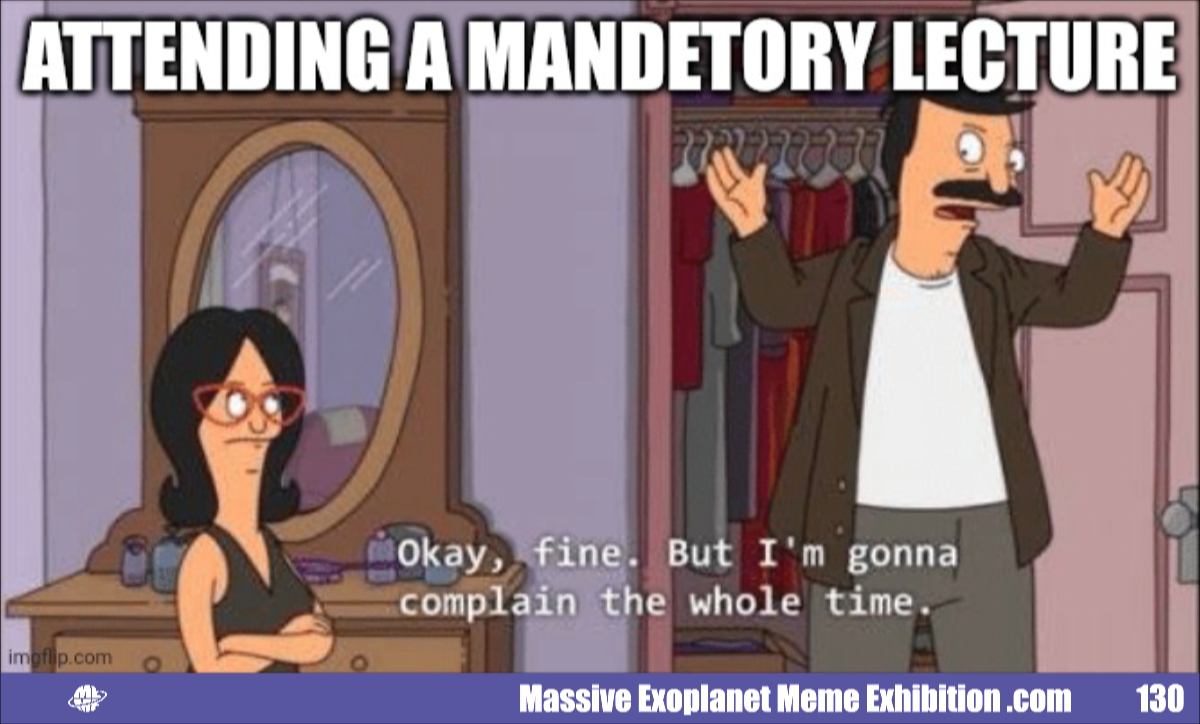 ATTENDING A MANDETORY LECTURE
Okay, fine. But I'm gonna
complain the whole time.
imgflip.com
Massive Exoplanet Meme Exhibition .com 130